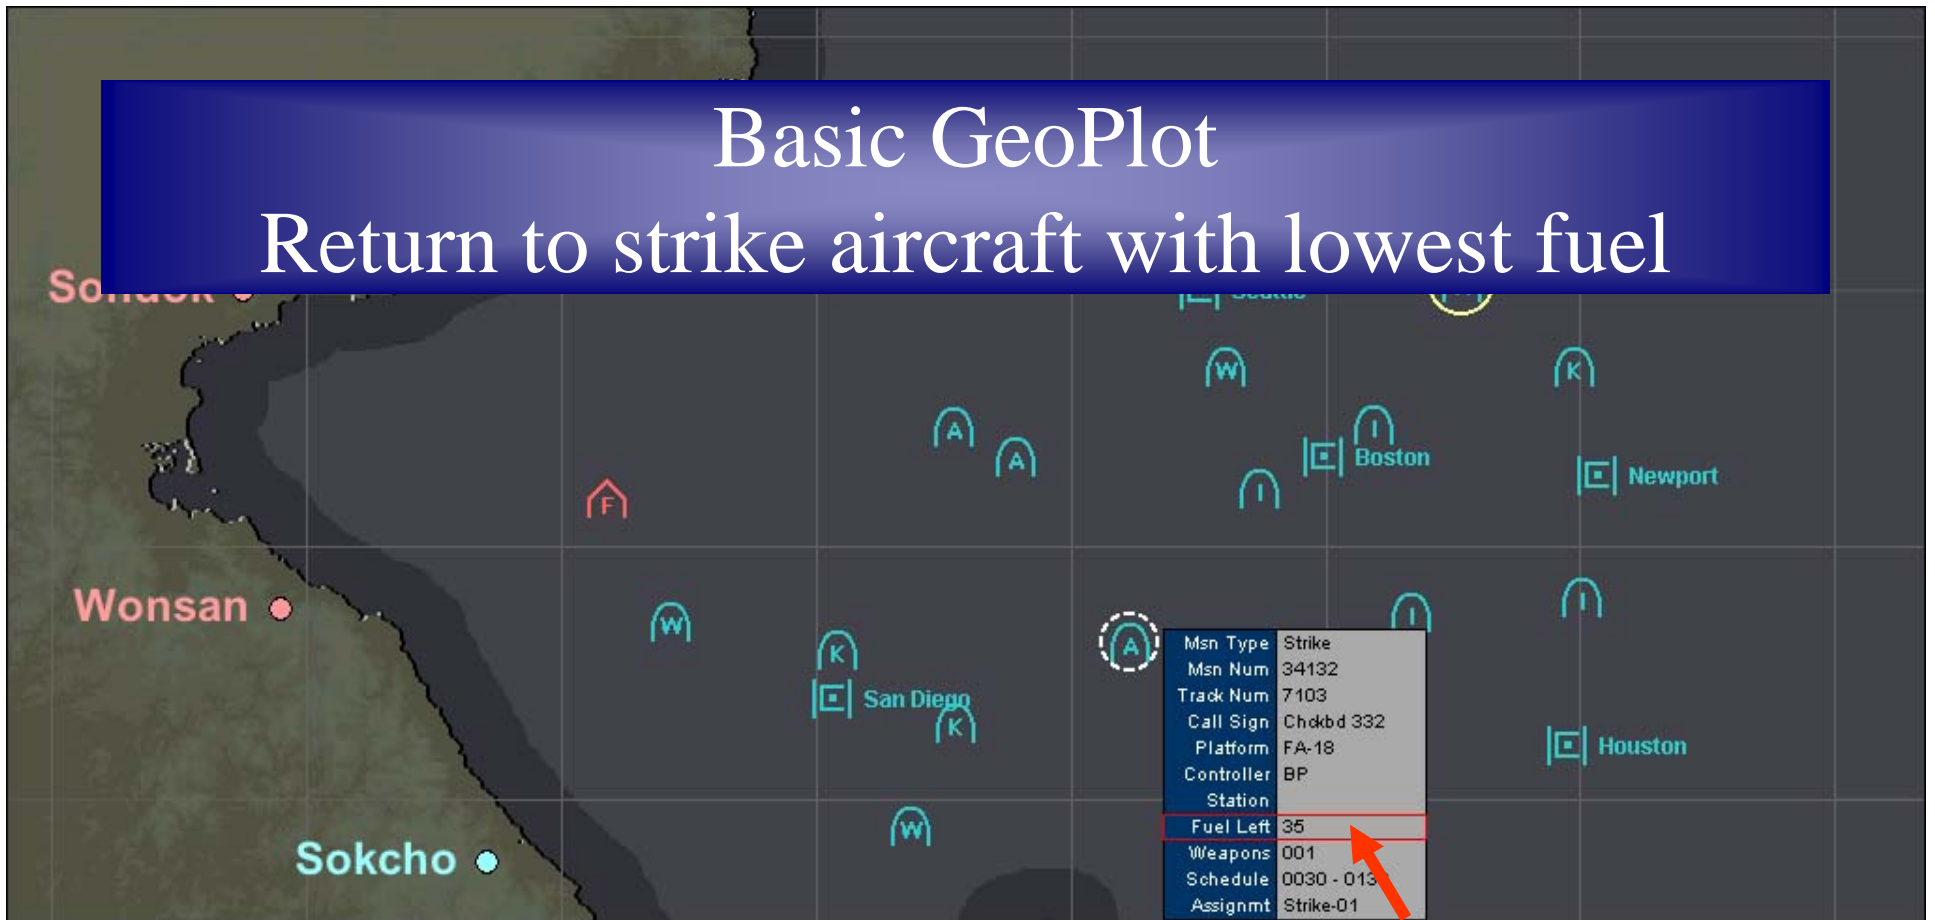 Basic GeoPlot
Return to strike aircraft with lowest fuel
W
K
A
A
I
Boston
I
Newport
F
Wonsan
W
K
San Diego
K
A
I
I
Houston
W
Sokcho
Msn Type Strike
Msn Num 34132
Track Num 7103
Call Sign Chckbd 332
Platform FA-18
Controller BP
Station
Fuel Left 35
Weapons 001
Schedule 0030 -
Assignmt Strike-01